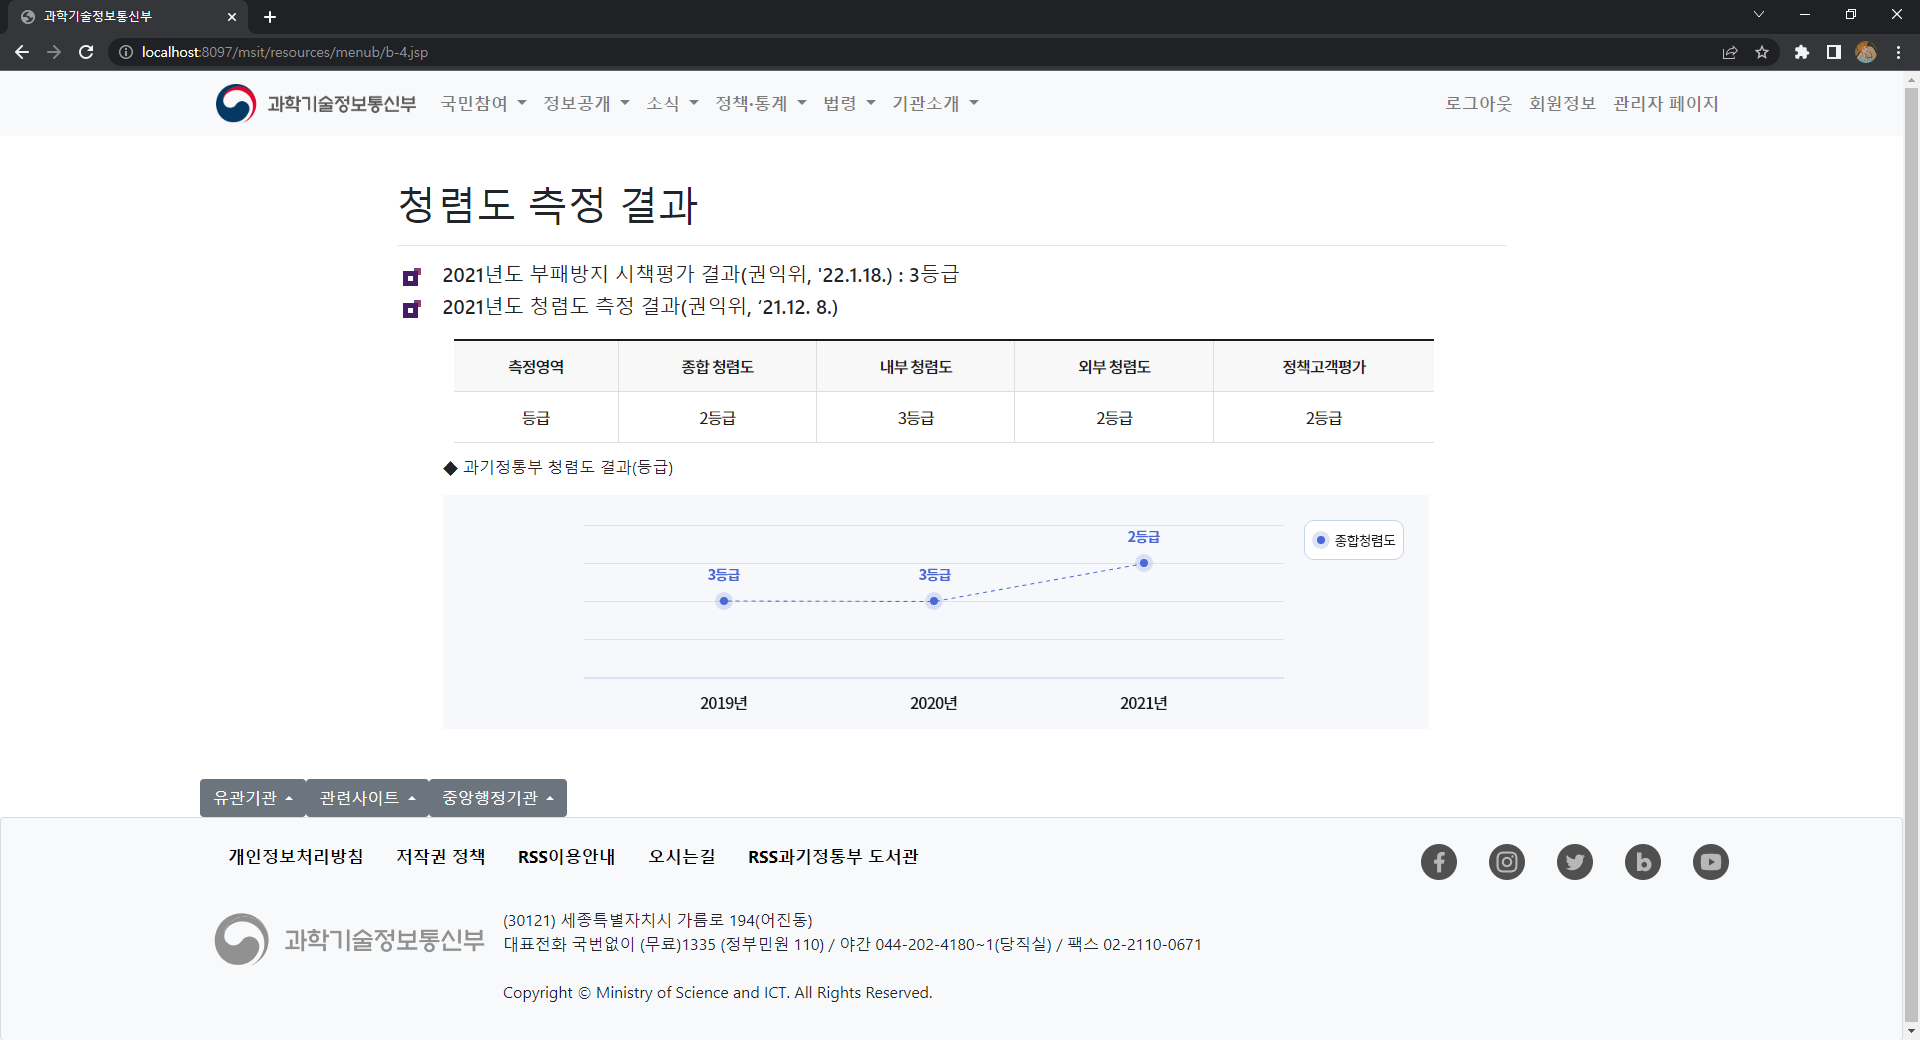 과학기술정보통신부
localhost:8097/msit/resources/menub/b-4.jsp
과학기술정보통신부 국민참여 정보공개 소식 정책·통계 법령 기관소개 로그아웃 회원정보 관리자 페이지
청렴도 측정 결과
2021년도 부패방지 시책평가 결과(권익위, '22.1.18.) : 3등급
2021년도 청렴도 측정 결과(권익위, ‘21.12. 8.)
측정영역 종합 청렴도 내부 청렴도 외부 청렴도 정책고객평가
등급 2등급 3등급 2등급 2등급
◆ 과기정통부 청렴도 결과(등급)
2등급 종합청렴도
3등급 3등급
2019년 2020년 2021년
유관기관 관련사이트 중앙행정기관
개인정보처리방침 저작권 정책 RSS이용안내 오시는길 RSS과기정통부 도서관
과학기술정보통신부
(30121) 세종특별자치시 가름로 194(어진동)
대표전화 국번없이 (무료)1335 (정부민원 110) / 야간 044-202-4180~1(당직실) / 팩스 02-2110-0671
Copyright © Ministry of Science and ICT. All Rights Reserved.